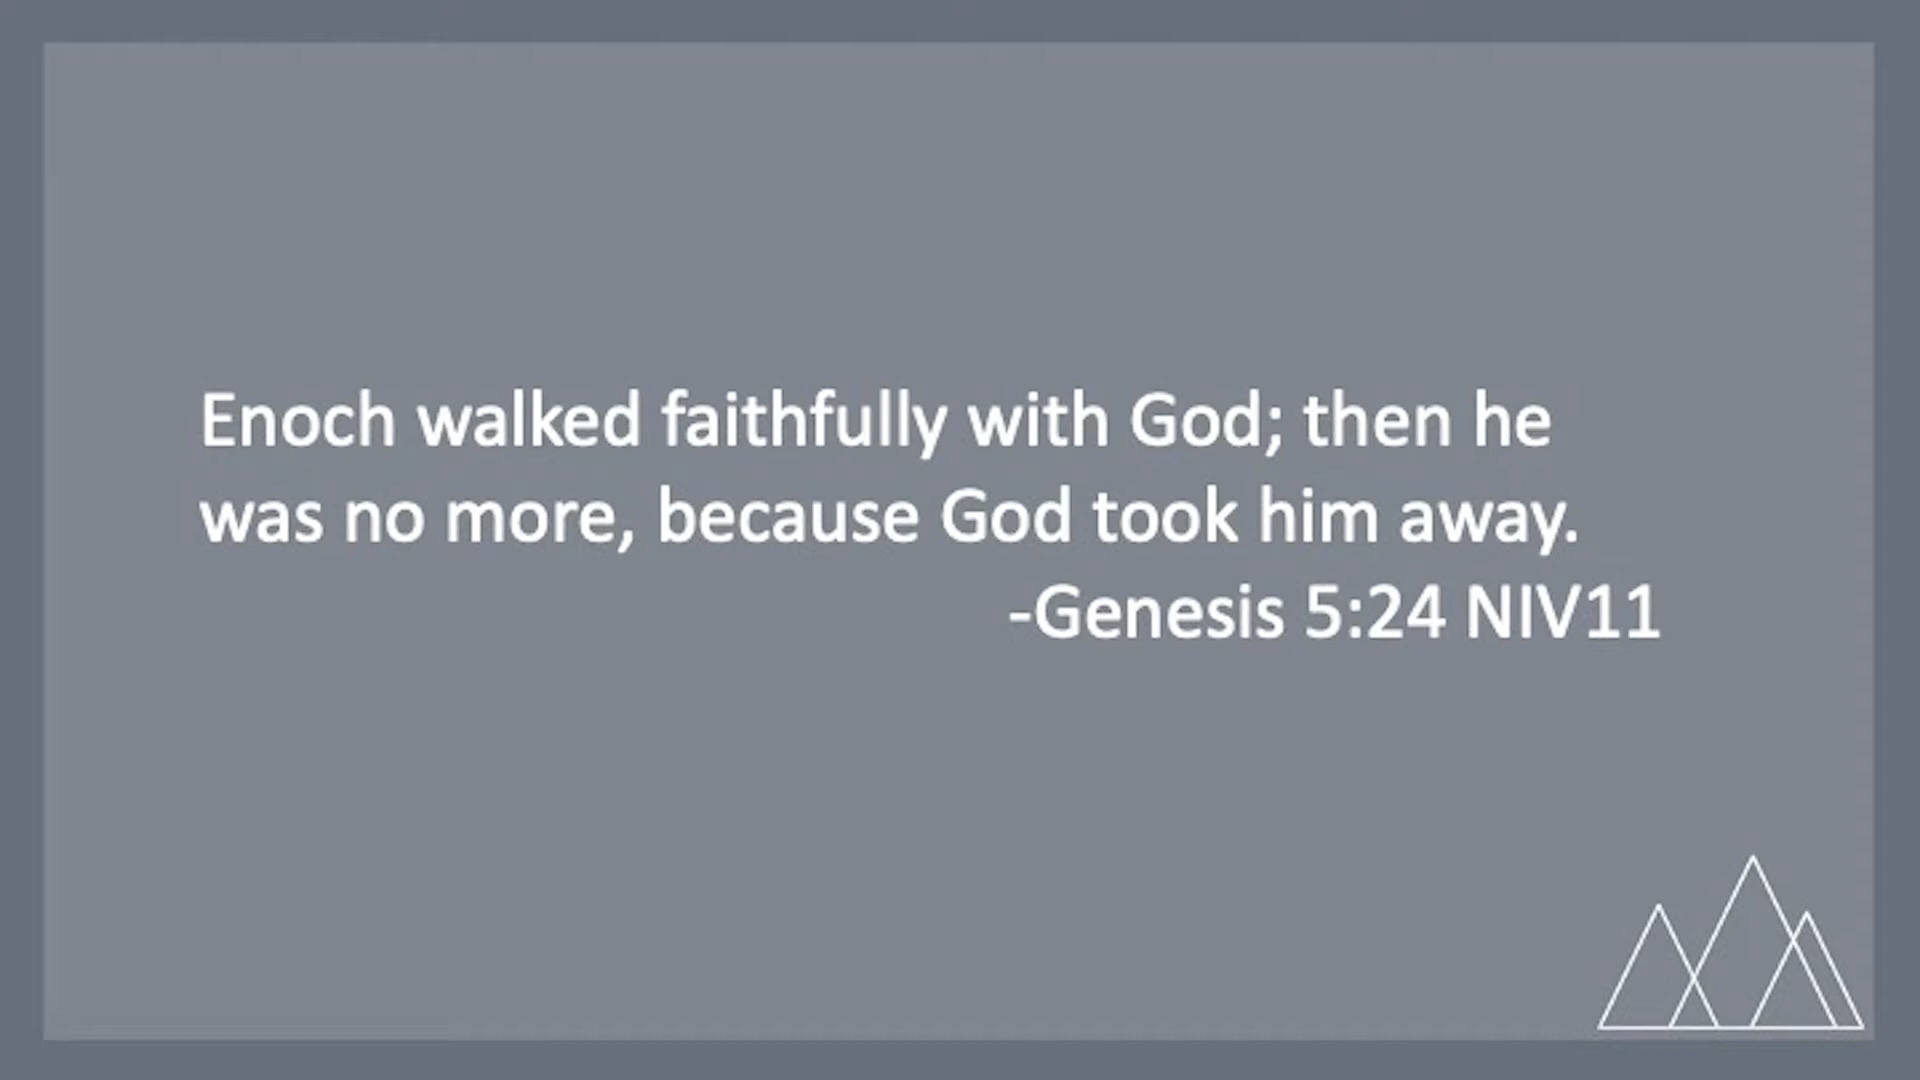 Enoch walked faithfully with God; then he
was no more, because God took him away.
-Genesis 5:24 NIV11